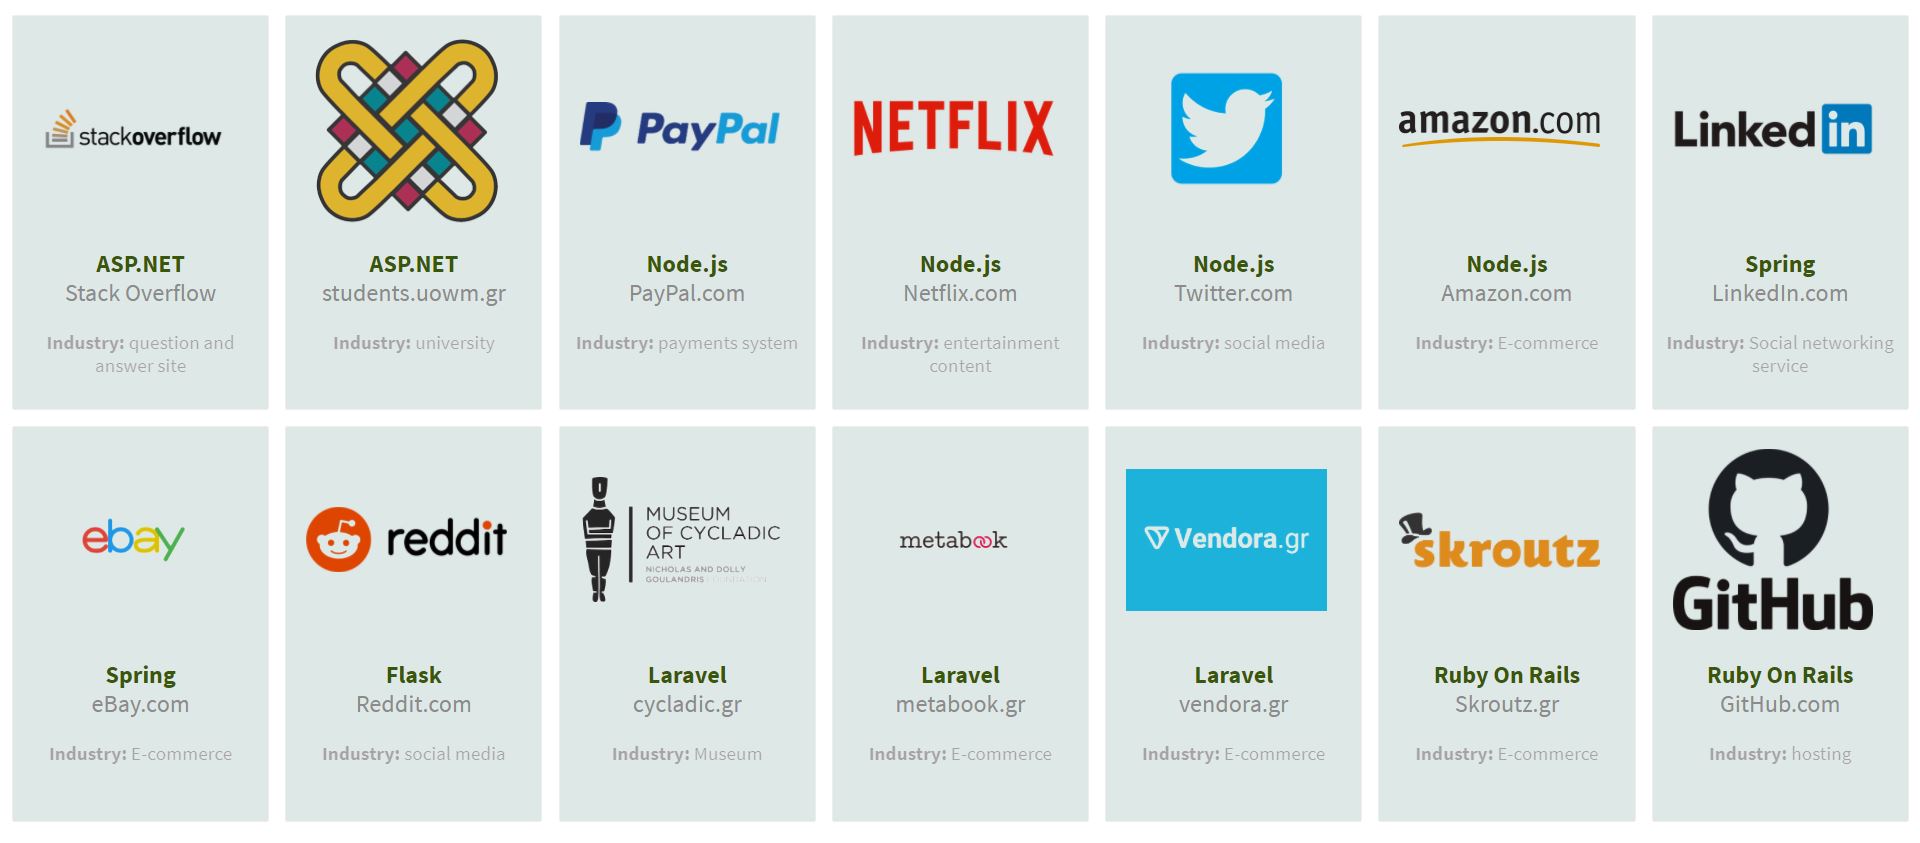 stackoverflow
ASP.NET
Stack Overflow
Industry: question and
answer site
ASP.NET
students.uowm.gr
Industry: university
PayPal
Node.js
PayPal.com
Industry: payments system
NETFLIX
Node.js
Netflix.com
Industry: entertainment
content
Node.js
Twitter.com
Industry: social media
amazon.com
Node.js
Amazon.com
Industry: E-commerce
Linked in
Spring
LinkedIn.com
Industry: Social networking
service
ebay
Spring
eBay.com
Industry: E-commerce
reddit
Flask
Reddit.com
Industry: social media
MUSEUM
OF CYCLADIC
ART
NICHOLAS AND DOLLY
GOULANDRIS FOUNDATION
Laravel
cycladic.gr
Industry: Museum
metabook
Laravel
metabook.gr
Industry: E-commerce
Vendora.gr
Laravel
vendora.gr
Industry: E-commerce
skroutz
Ruby On Rails
Skroutz.gr
Industry: E-commerce
GitHub
Ruby On Rails
GitHub.com
Industry: hosting